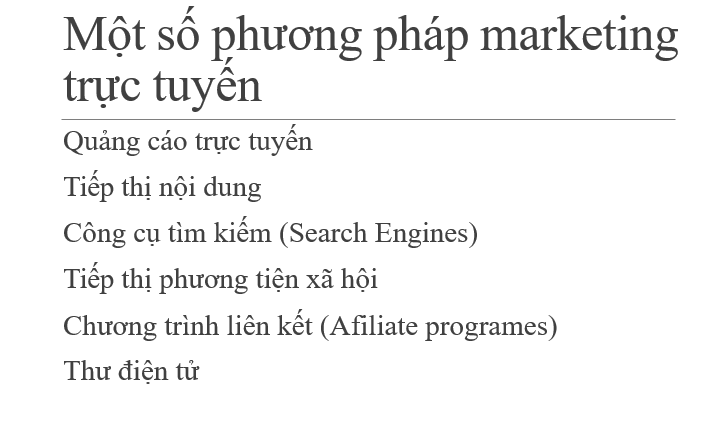 Một số phương pháp marketing
trực tuyến
Quảng cáo trực tuyến
Tiếp thị nội dung
Công cụ tìm kiếm (Search Engines)
Tiếp thị phương tiện xã hội
Chương trình liên kết (Afiliate programes)
Thư điện tử